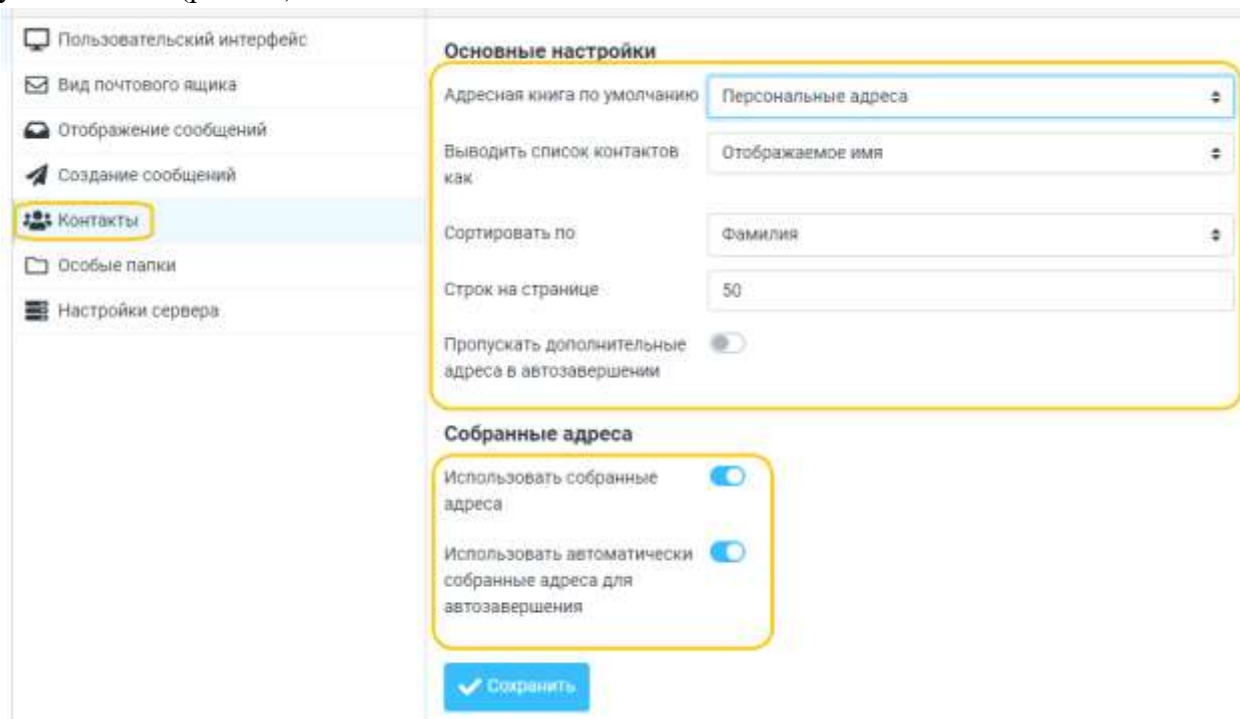 Пользовательский интерфейс
Вид почтового ящика
Отображение сообщений
Создание сообщений
Контакты
Особые папки
Настройки сервера
Основные настройки
Адресная книга по умолчанию Персональные адреса
Выводить список контактов Отображаемое имя
как
Сортировать по Фамилия
Строк на странице 50
Пропускать дополнительные
адреса в автозавершении
Собранные адреса
Использовать собранные
адреса
Использовать автоматически
собранные адреса для
автозавершения
Сохранить